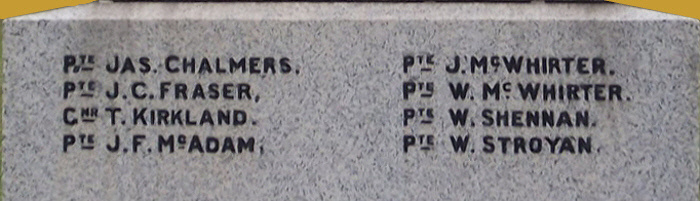 PTE JAS. CHALMERS.
PTE J. C. FRASER,
GNR T. KIRKLAND.
PTE J. F. McADAM.
PTE J. McWHIRTER.
PTE W. McWHIRTER.
PTE W. SHENNAN.
PTE W. STROYAN.